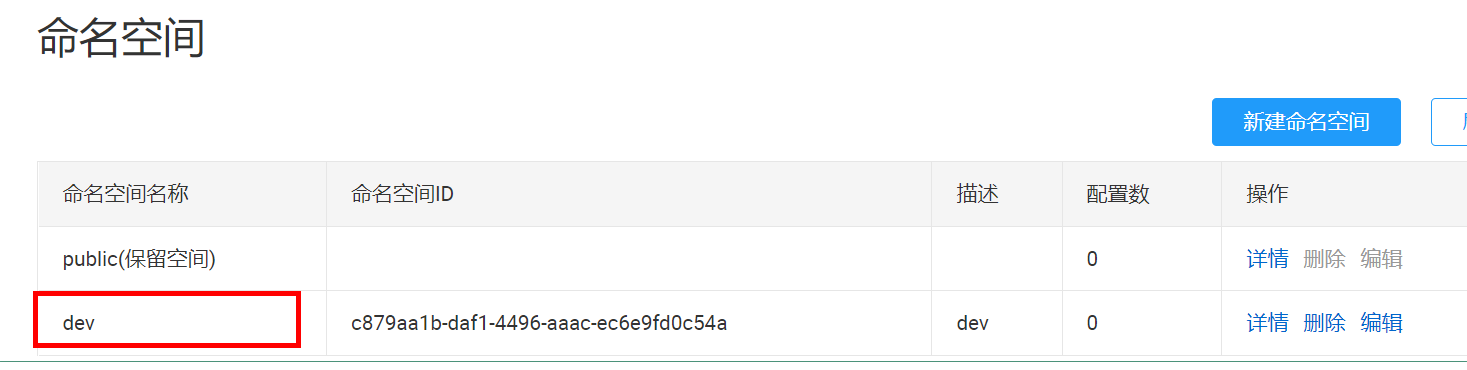 命名空间
新建命名空间
命名空间名称 命名空间ID 描述 配置数 操作
public(保留空间) 0 详情 删除 编辑
dev c879aa1b-daf1-4496-aaac-ec6e9fd0c54a dev 0 详情 删除 编辑